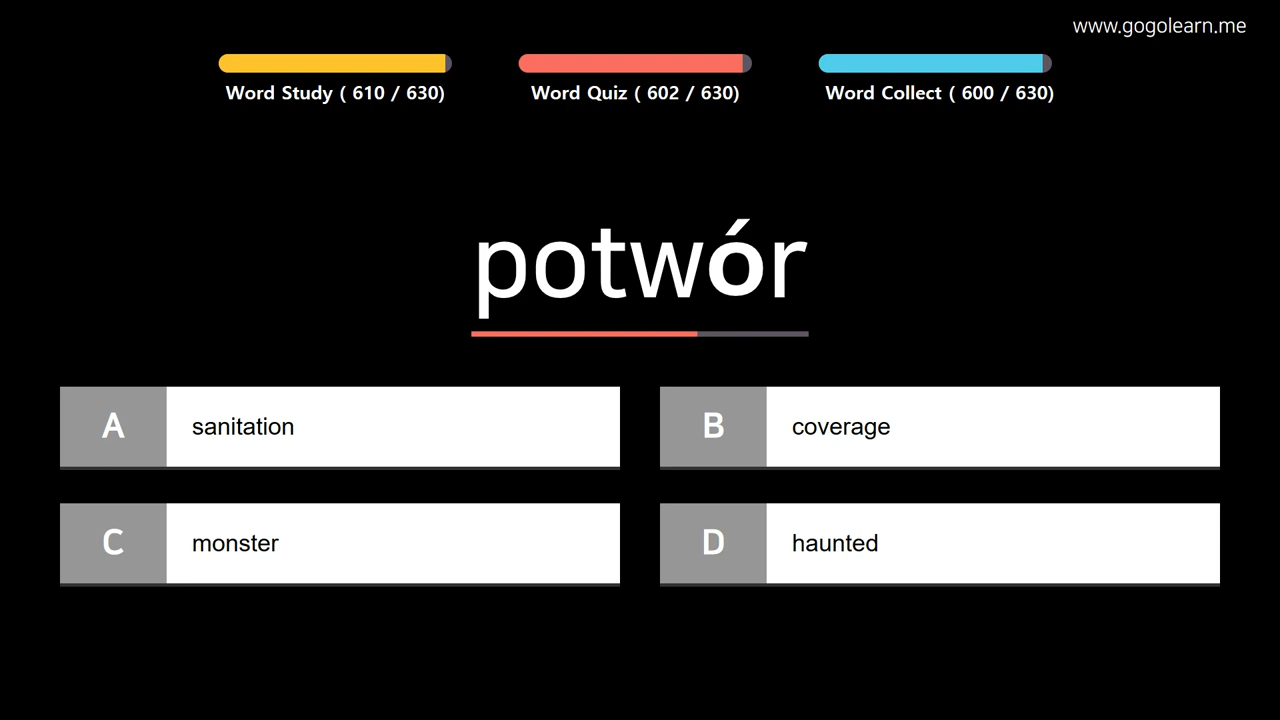 www.gogolearn.me
Word Study ( 610 / 630)
Word Quiz ( 602 / 630)
Word Collect ( 600 / 630)
potwór
A sanitation
B coverage
C monster
D haunted